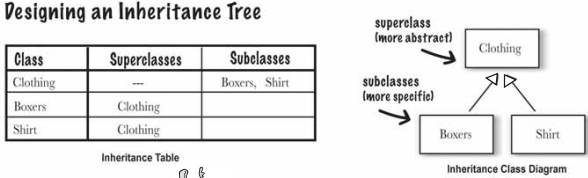 Designing an Inheritance Tree
Class Superclasses Subclasses
Clothing --- Boxers, Shirt
Boxers Clothing
Shirt Clothing
Inheritance Table
superclass
(more abstract)
Clothing
subclasses
(more specific)
Boxers Shirt
Inheritance Class Diagram